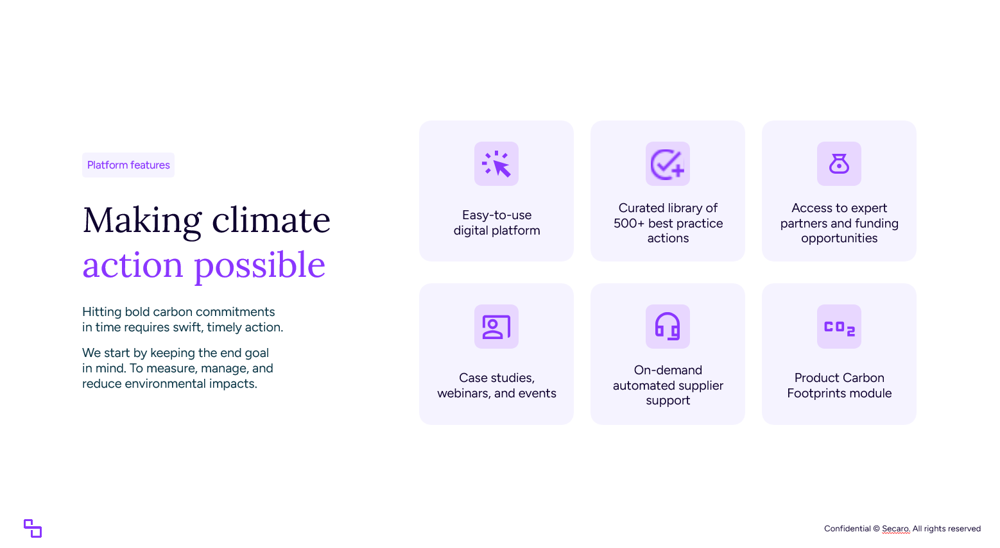 Platform features
Making climate
action possible
Hitting bold carbon commitments
in time requires swift, timely action.
We start by keeping the end goal
in mind. To measure, manage, and
reduce environmental impacts.
Easy-to-use
digital platform
Curated library of
500+ best practice
actions
Access to expert
partners and funding
opportunities
Case studies,
webinars, and events
On-demand
automated supplier
support
CO2
Product Carbon
Footprints module
Confidential © Secaro. All rights reserved